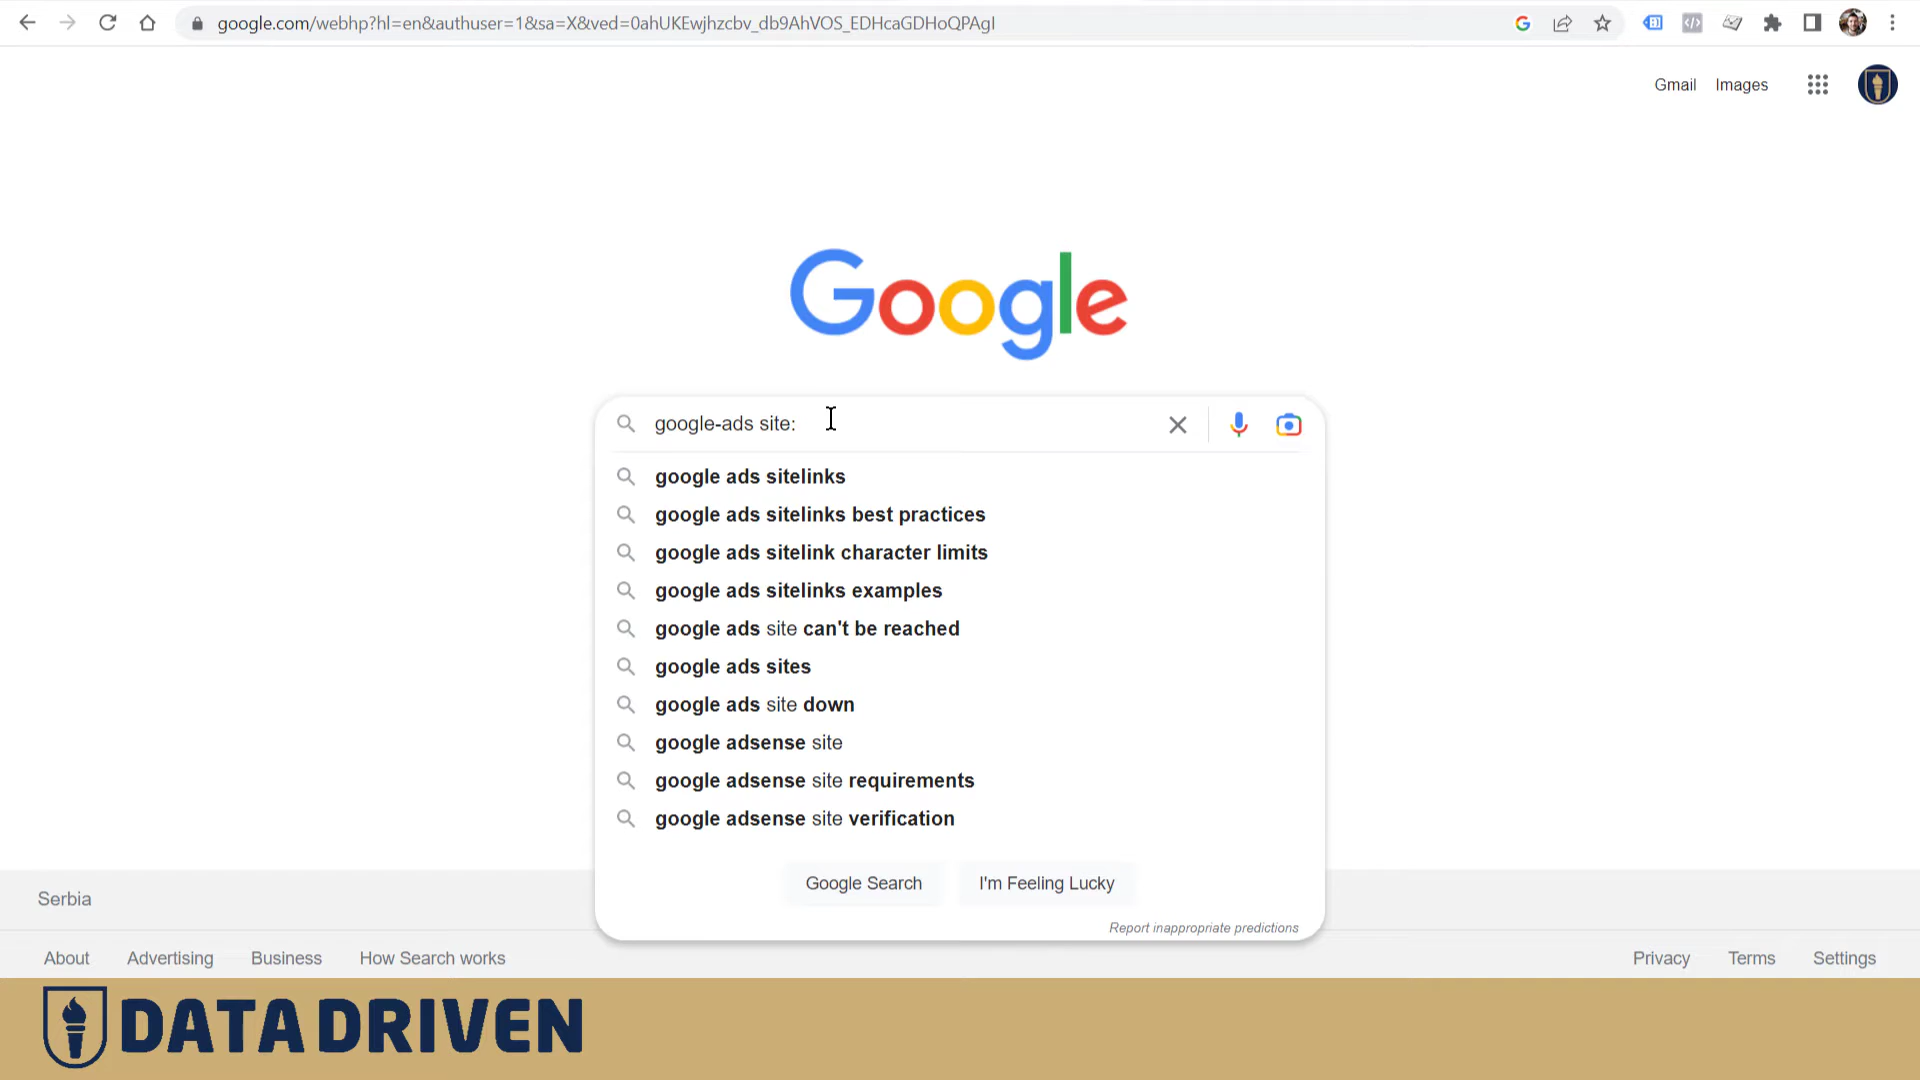 google.com/webhp?hl=en&authuser=1&sa=X&ved=0ahUKEwjhzcbv_db9AhVOS_EDHcaGDHoQPAgI
Gmail Images
Google
google-ads site:
google ads sitelinks
google ads sitelinks best practices
google ads sitelink character limits
google ads sitelinks examples
google ads site can't be reached
google ads sites
google ads site down
google adsense site
google adsense site requirements
google adsense site verification
Google Search I'm Feeling Lucky
Report inappropriate predictions
Serbia
About Advertising Business How Search works Privacy Terms Settings
DATA DRIVEN